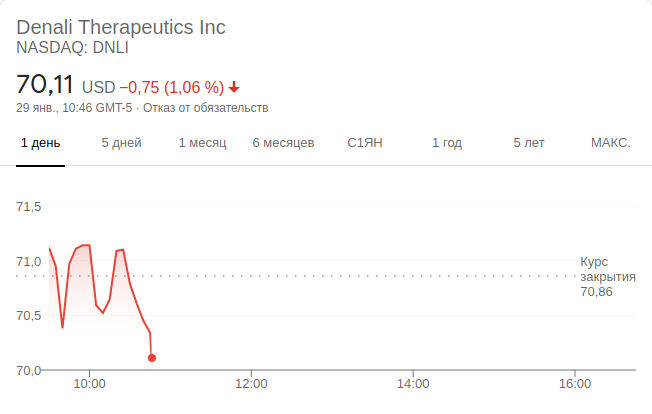 Denali Therapeutics Inc
NASDAQ: DNLI
70,11 USD −0,75 (1,06 %)
29 янв., 10:46 GMT-5 · Отказ от обязательств
1 день 5 дней 1 месяц 6 месяцев С1ЯН 1 год 5 лет МАКС.
71,5
71,0
Курс
закрытия
70,86
70,5
70,0
10:00 12:00 14:00 16:00